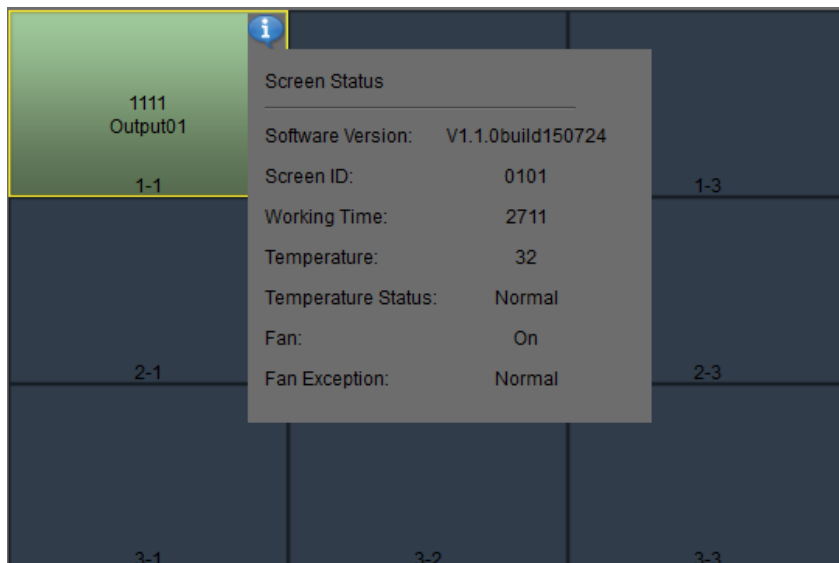 1111
Output01
1-1
Screen Status
Software Version: V1.1.0build150724
Screen ID: 0101
Working Time: 2711
Temperature: 32
Temperature Status: Normal
Fan: On
Fan Exception: Normal
1-3
2-1
2-3
3-1
3-2
3-3